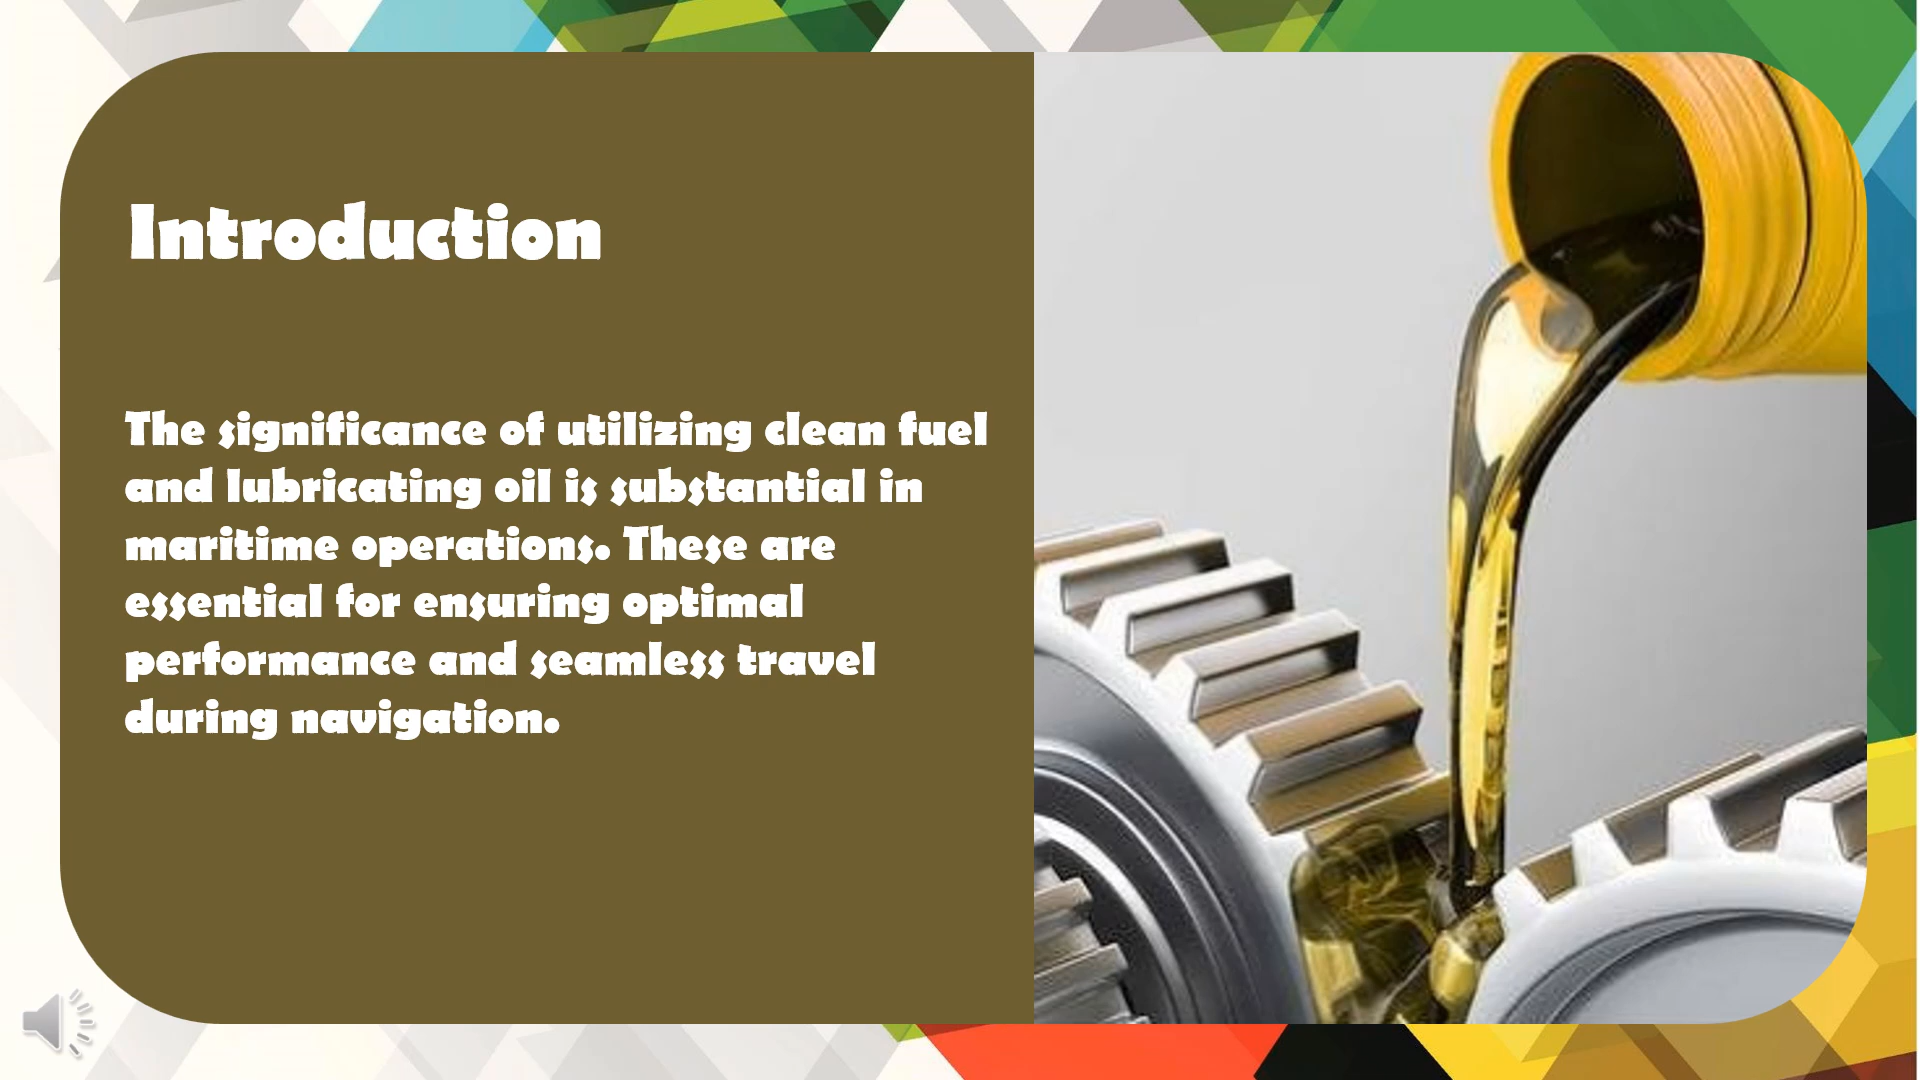 Introduction
The significance of utilizing clean fuel
and lubricating oil is substantial in
maritime operations. These are
essential for ensuring optimal
performance and seamless travel
during navigation.